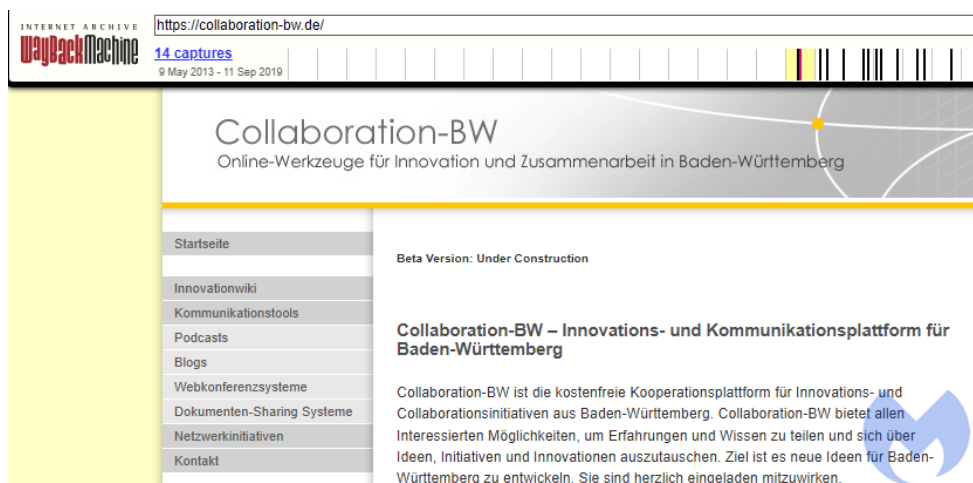 INTERNET ARCHIVE
WayBackMachine
https://collaboration-bw.de/
14 captures
9 May 2013 - 11 Sep 2019
Collaboration-BW
Online-Werkzeuge für Innovation und Zusammenarbeit in Baden-Württemberg
Startseite
Innovationwiki
Kommunikationstools
Podcasts
Blogs
Webkonferenzsysteme
Dokumenten-Sharing Systeme
Netzwerkinitiativen
Kontakt
Beta Version: Under Construction
Collaboration-BW – Innovations- und Kommunikationsplattform für
Baden-Württemberg
Collaboration-BW ist die kostenfreie Kooperationsplattform für Innovations- und
Collaborationsinitiativen aus Baden-Württemberg. Collaboration-BW bietet allen
Interessierten Möglichkeiten, um Erfahrungen und Wissen zu teilen und sich über
Ideen, Initiativen und Innovationen auszutauschen. Ziel ist es neue Ideen für Baden-
Württemberg zu entwickeln. Sie sind herzlich eingeladen mitzuwirken.